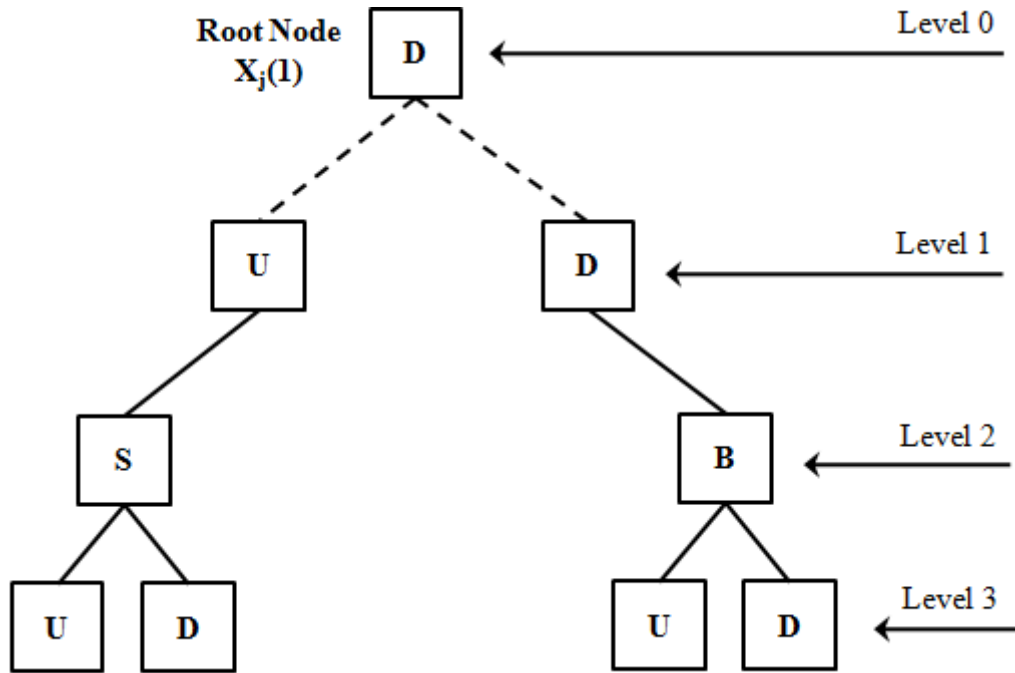 Root Node
Xj(1)
D
Level 0
U
D
Level 1
S
B
Level 2
U
D
U
D
Level 3